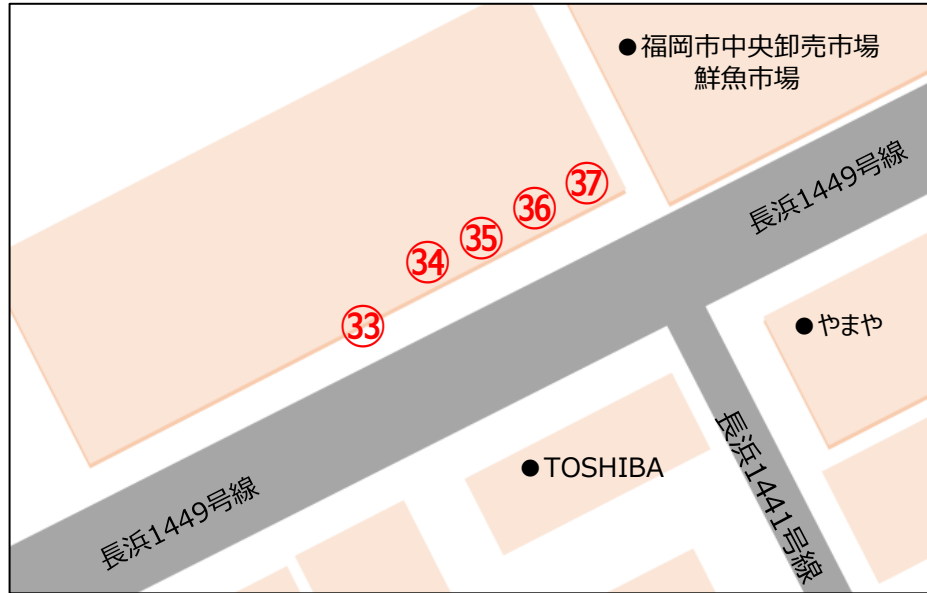 ●福岡市中央卸売市場
鮮魚市場
長浜1449号線
㊲
㊱
㉟
㉞
㉝
●やまや
長浜1441号線
●TOSHIBA
長浜1449号線